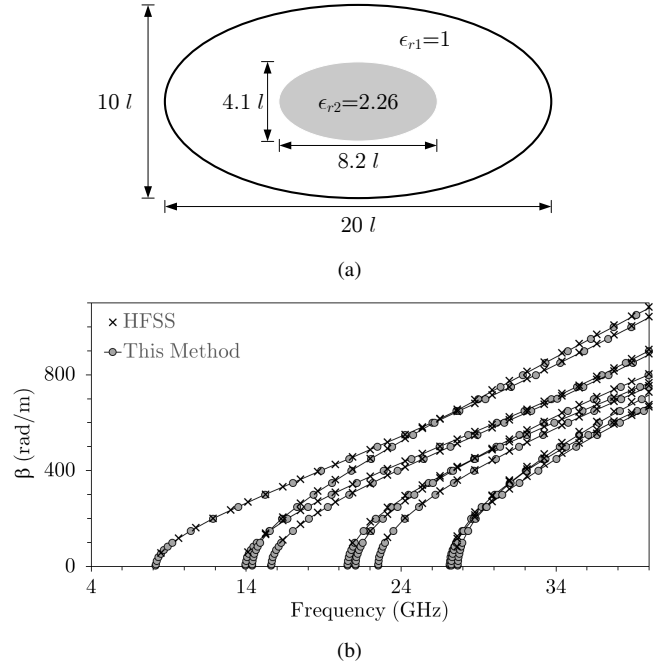 ϵr1=1
10 l
4.1 l
ϵr2=2.26
8.2 l
20 l
(a)
HFSS
This Method
β (rad/m)
800
400
0
4
14
24
34
Frequency (GHz)
(b)